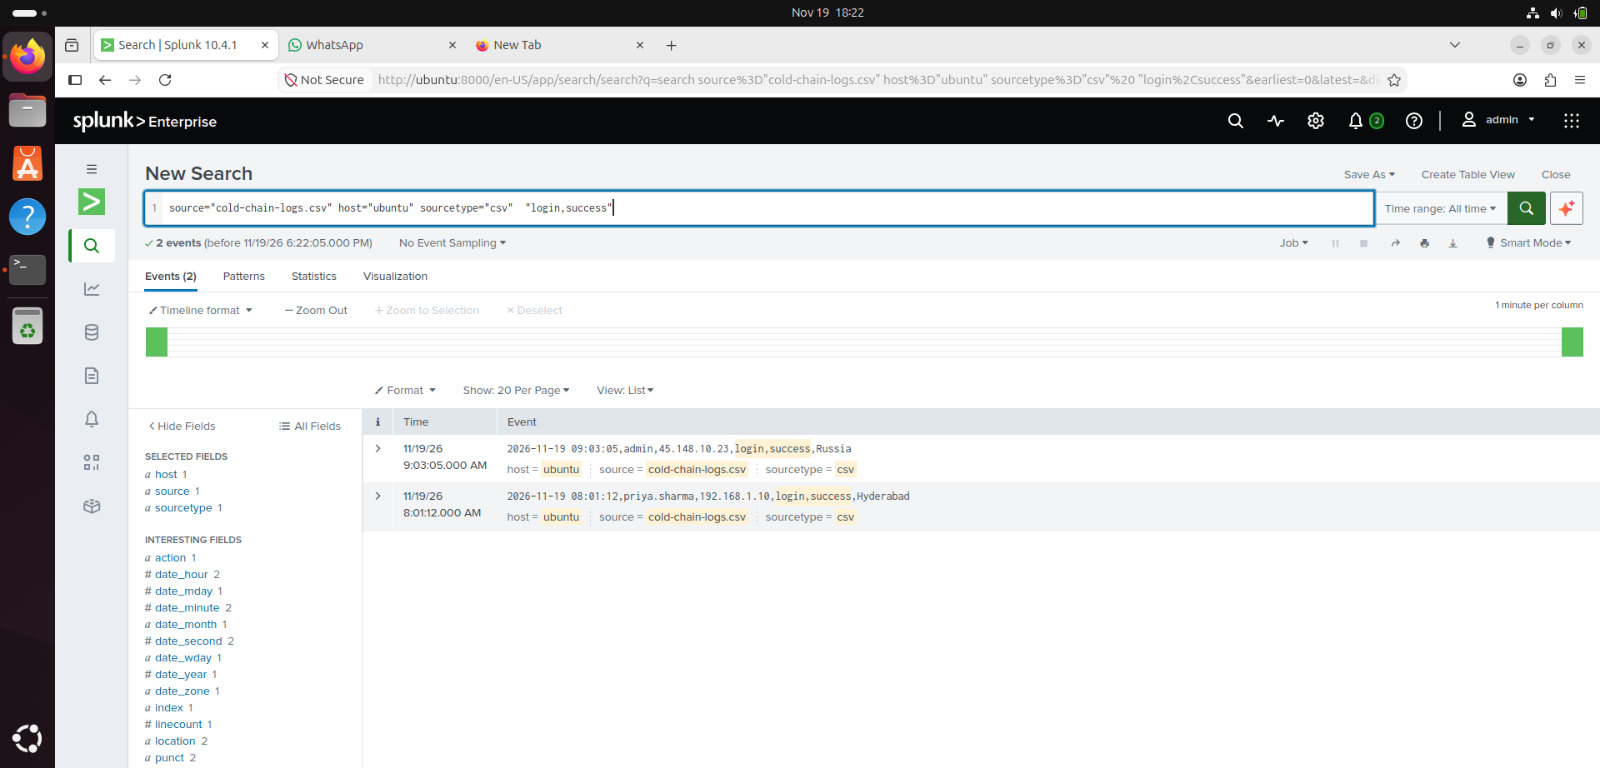 Nov 19 18:22
Search | Splunk 10.4.1
WhatsApp
New Tab
Not Secure
http://ubuntu:8000/en-US/app/search/search?q=search source%3D"cold-chain-logs.csv" host%3D"ubuntu" sourcetype%3D"csv"%20 "login%2Csuccess"&earliest=0&latest=&d
splunk> Enterprise
2
admin
New Search
Save As
Create Table View
Close
1 source="cold-chain-logs.csv" host="ubuntu" sourcetype="csv"  "login,success"
Time range: All time
2 events (before 11/19/26 6:22:05.000 PM)
No Event Sampling
Job
Smart Mode
Events (2)
Patterns
Statistics
Visualization
Timeline format
— Zoom Out
+ Zoom to Selection
× Deselect
1 minute per column
Format
Show: 20 Per Page
View: List
< Hide Fields
All Fields
i
Time
Event
SELECTED FIELDS
a host 1
a source 1
a sourcetype 1
INTERESTING FIELDS
a action 1
# date_hour 2
# date_mday 1
# date_minute 2
a date_month 1
# date_second 2
a date_wday 1
# date_year 1
a date_zone 1
a index 1
# linecount 1
a location 2
a punct 2
11/19/26
9:03:05.000 AM
2026-11-19 09:03:05,admin,45.148.10.23,login,success,Russia
host = ubuntu source = cold-chain-logs.csv sourcetype = csv
11/19/26
8:01:12.000 AM
2026-11-19 08:01:12,priya.sharma,192.168.1.10,login,success,Hyderabad
host = ubuntu source = cold-chain-logs.csv sourcetype = csv